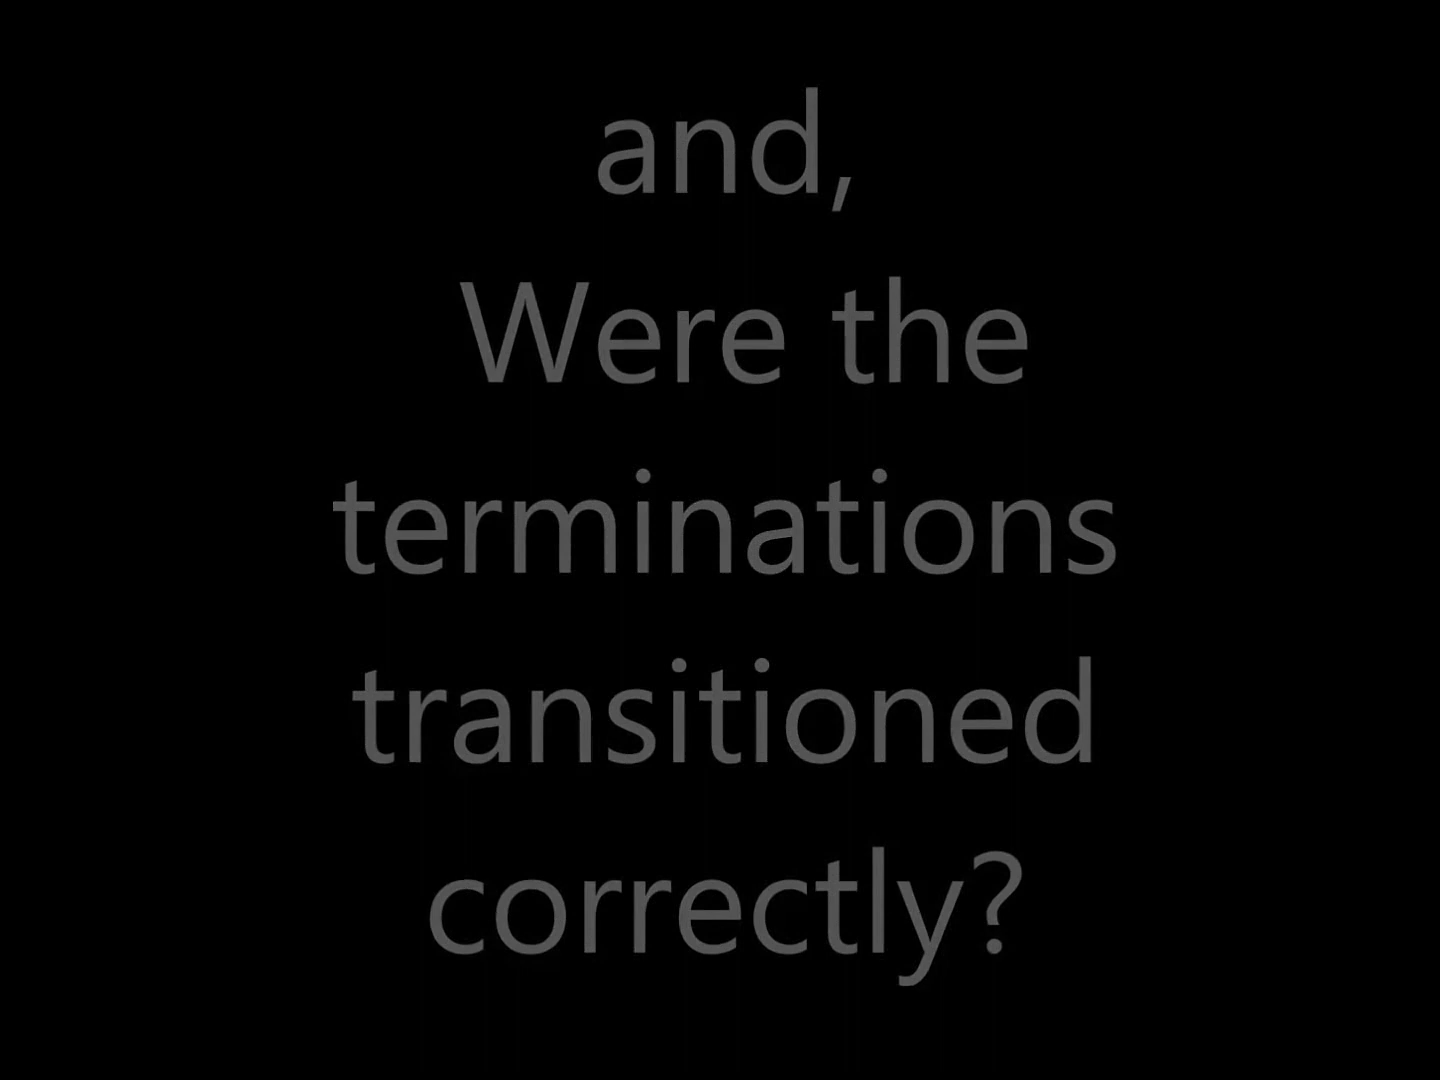 and,
Were the
terminations
transitioned
correctly?